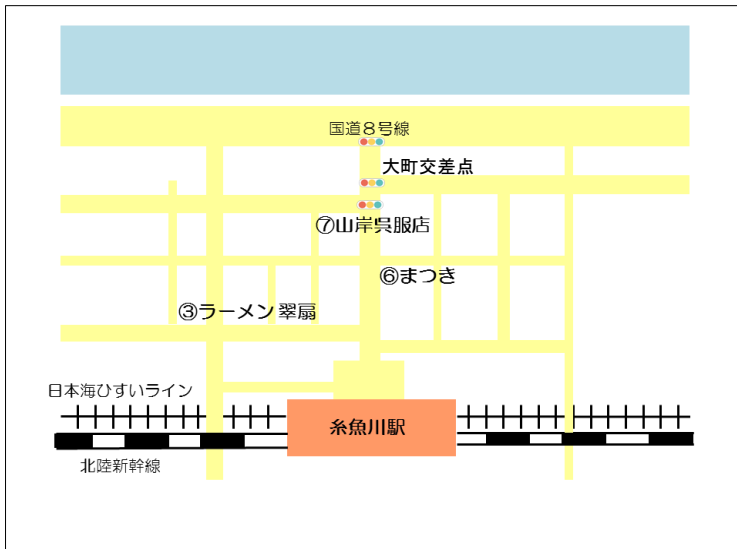 国道8号線
大町交差点
⑦山岸呉服店
⑥まつき
③ラーメン 翠扇
日本海ひすいライン
糸魚川駅
北陸新幹線